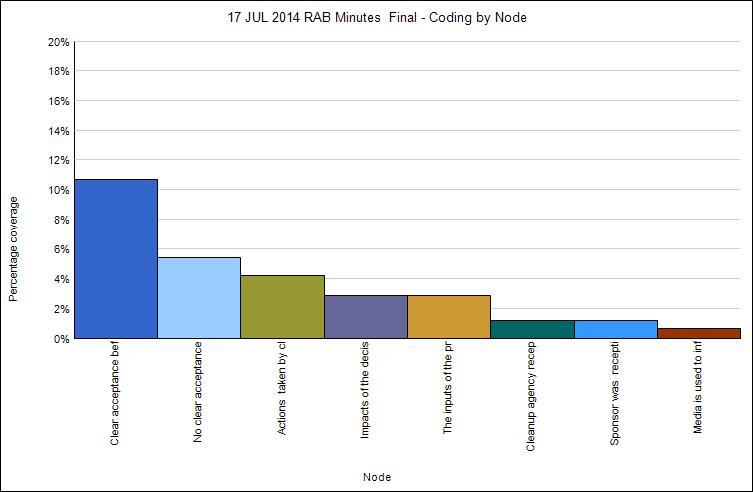 17 JUL 2014 RAB Minutes  Final - Coding by Node
20%
18%
16%
14%
12%
10%
8%
6%
4%
2%
0%
Percentage coverage
Clear acceptance bef
No clear acceptance
Actions  taken by cl
Impacts of the decis
The inputs of the pr
Cleanup agency recep
Sponsor was  recepti
Media is used to inf
Node